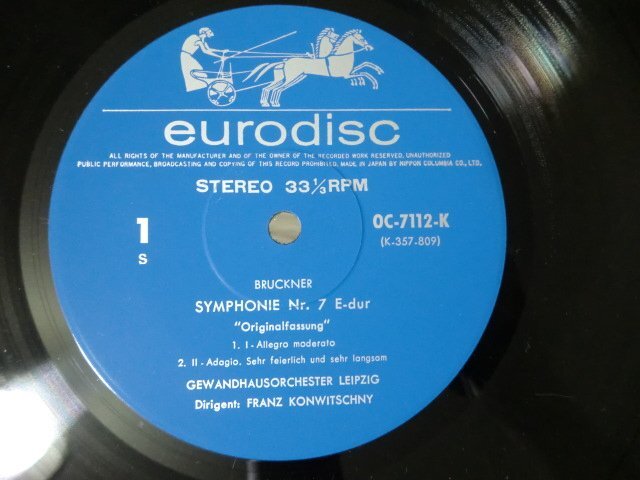 eurodisc
ALL RIGHTS OF THE MANUFACTURER AND OF THE OWNER OF THE RECORDED WORK RESERVED. UNAUTHORIZED
PUBLIC PERFORMANCE, BROADCASTING AND COPYING OF THIS RECORD PROHIBITED. MADE IN JAPAN BY NIPPON COLUMBIA CO., LTD.
STEREO 33⅓ RPM
1
S
OC-7112-K
(K-357-809)
BRUCKNER
SYMPHONIE Nr. 7 E-dur
"Originalfassung"
1. I - Allegro moderato
2. II - Adagio. Sehr feierlich und sehr langsam
GEWANDHAUSORCHESTER LEIPZIG
Dirigent: FRANZ KONWITSCHNY